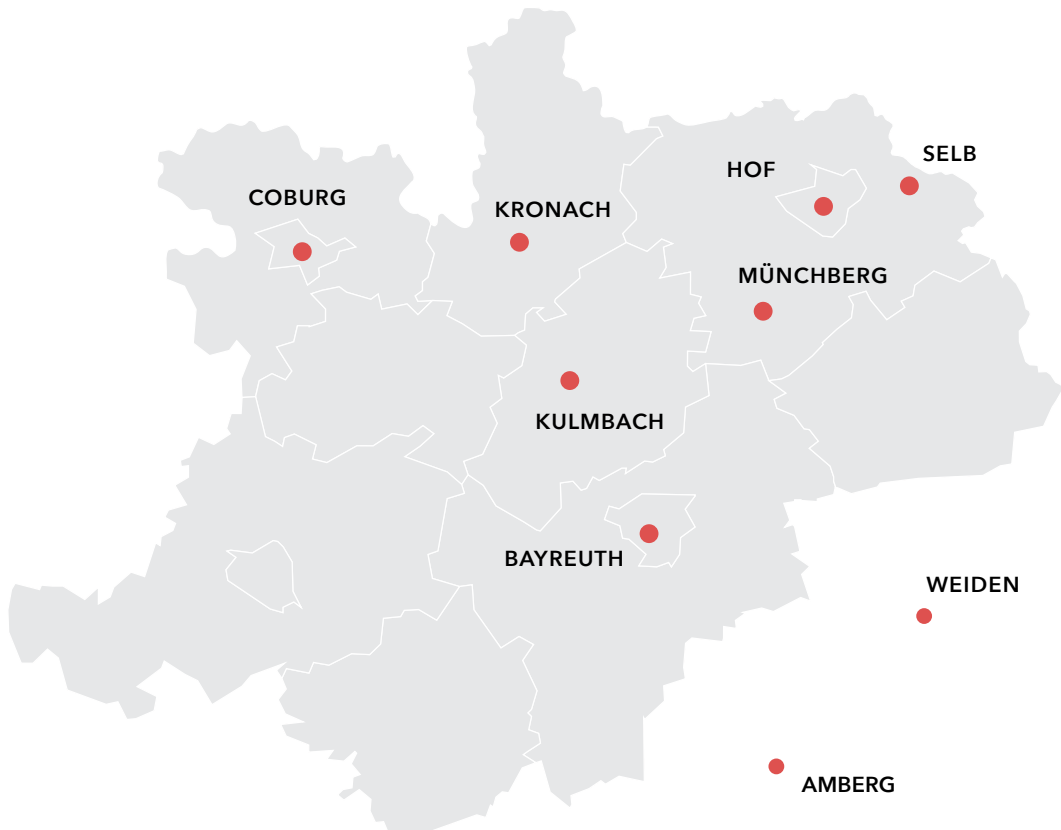 SELB
HOF
COBURG
KRONACH
MÜNCHBERG
KULMBACH
BAYREUTH
WEIDEN
AMBERG